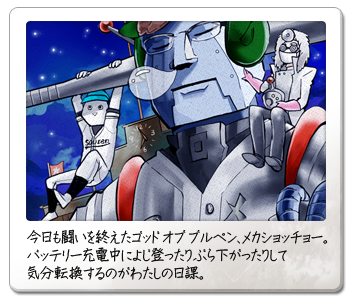 今日も闘いを終えたゴッド オブ ブルペン、メカショッチョー。
バッテリー充電中によじ登ったりぶら下がったりして
気分転換するのがわたしの日課。